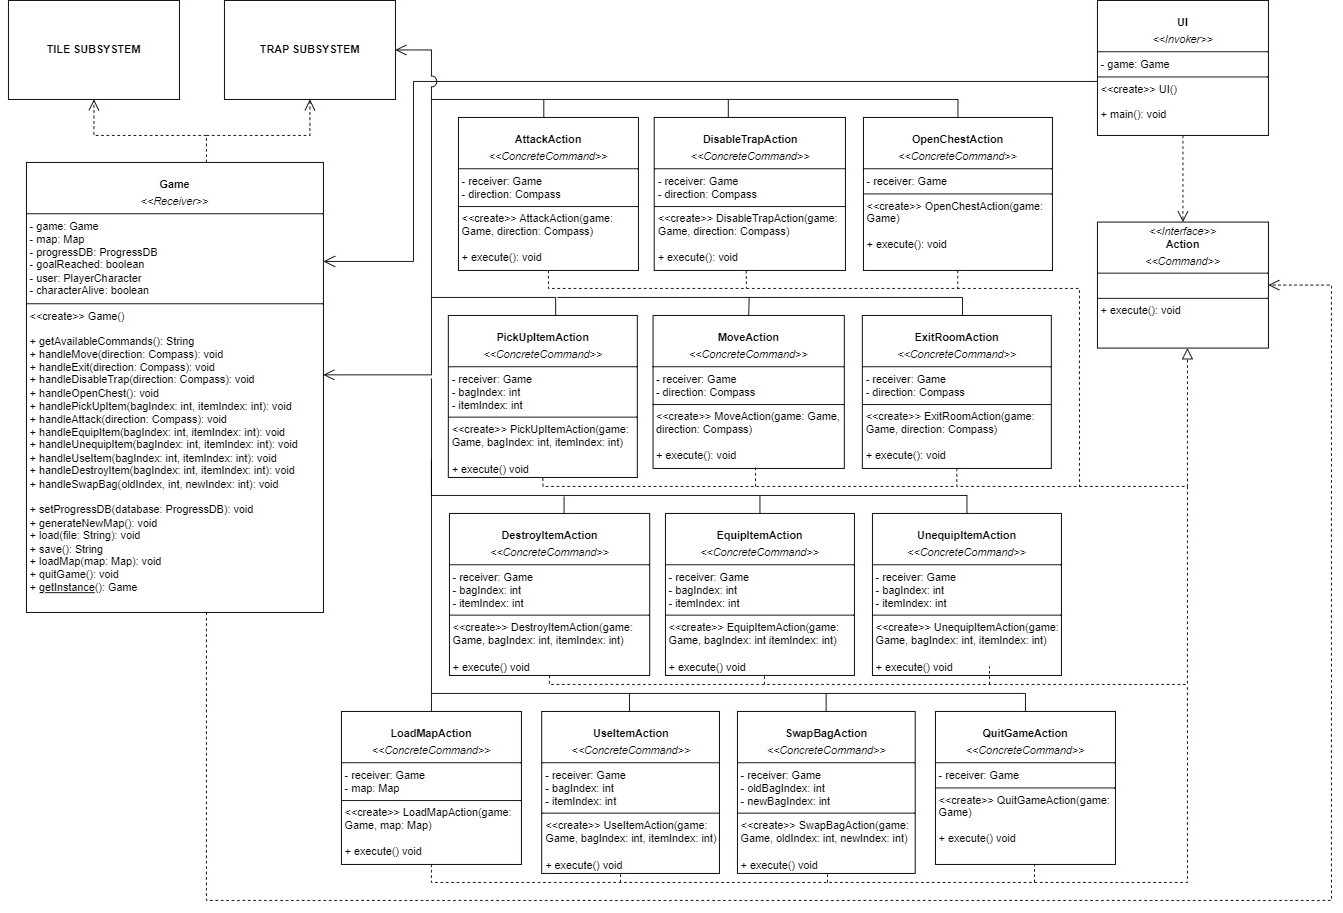 TILE SUBSYSTEM
TRAP SUBSYSTEM
UI
<<Invoker>>
- game: Game
<<create>> UI()
+ main(): void
AttackAction
<<ConcreteCommand>>
- receiver: Game
- direction: Compass
<<create>> AttackAction(game:
Game, direction: Compass)
+ execute(): void
DisableTrapAction
<<ConcreteCommand>>
- receiver: Game
- direction: Compass
<<create>> DisableTrapAction(game:
Game, direction: Compass)
+ execute(): void
OpenChestAction
<<ConcreteCommand>>
- receiver: Game
<<create>> OpenChestAction(game:
Game)
+ execute(): void
Game
<<Receiver>>
- game: Game
- map: Map
- progressDB: ProgressDB
- goalReached: boolean
- user: PlayerCharacter
- characterAlive: boolean
<<create>> Game()
+ getAvailableCommands(): String
+ handleMove(direction: Compass): void
+ handleExit(direction: Compass): void
+ handleDisableTrap(direction: Compass): void
+ handleOpenChest(): void
+ handlePickUpItem(bagIndex: int, itemIndex: int): void
+ handleAttack(direction: Compass): void
+ handleEquipItem(bagIndex: int, itemIndex: int): void
+ handleUnequipItem(bagIndex: int, itemIndex: int): void
+ handleUseItem(bagIndex: int, itemIndex: int): void
+ handleDestroyItem(bagIndex: int, itemIndex: int): void
+ handleSwapBag(oldIndex, int, newIndex: int): void
+ setProgressDB(database: ProgressDB): void
+ generateNewMap(): void
+ load(file: String): void
+ save(): String
+ loadMap(map: Map): void
+ quitGame(): void
+ getInstance(): Game
<<Interface>>
Action
<<Command>>
+ execute(): void
PickUpItemAction
<<ConcreteCommand>>
- receiver: Game
- bagIndex: int
- itemIndex: int
<<create>> PickUpItemAction(game:
Game, bagIndex: int, itemIndex: int)
+ execute() void
MoveAction
<<ConcreteCommand>>
- receiver: Game
- direction: Compass
<<create>> MoveAction(game: Game,
direction: Compass)
+ execute(): void
ExitRoomAction
<<ConcreteCommand>>
- receiver: Game
- direction: Compass
<<create>> ExitRoomAction(game:
Game, direction: Compass)
+ execute(): void
DestroyItemAction
<<ConcreteCommand>>
- receiver: Game
- bagIndex: int
- itemIndex: int
<<create>> DestroyItemAction(game:
Game, bagIndex: int, itemIndex: int)
+ execute() void
EquipItemAction
<<ConcreteCommand>>
- receiver: Game
- bagIndex: int
- itemIndex: int
<<create>> EquipItemAction(game:
Game, bagIndex: int itemIndex: int)
+ execute() void
UnequipItemAction
<<ConcreteCommand>>
- receiver: Game
- bagIndex: int
- itemIndex: int
<<create>> UnequipItemAction(game:
Game, bagIndex: int, itemIndex: int)
+ execute() void
LoadMapAction
<<ConcreteCommand>>
- receiver: Game
- map: Map
<<create>> LoadMapAction(game:
Game, map: Map)
+ execute() void
UseItemAction
<<ConcreteCommand>>
- receiver: Game
- bagIndex: int
- itemIndex: int
<<create>> UseItemAction(game:
Game, bagIndex: int, itemIndex: int)
+ execute() void
SwapBagAction
<<ConcreteCommand>>
- receiver: Game
- oldBagIndex: int
- newBagIndex: int
<<create>> SwapBagAction(game:
Game, oldIndex: int, newIndex: int)
+ execute() void
QuitGameAction
<<ConcreteCommand>>
- receiver: Game
<<create>> QuitGameAction(game:
Game)
+ execute() void